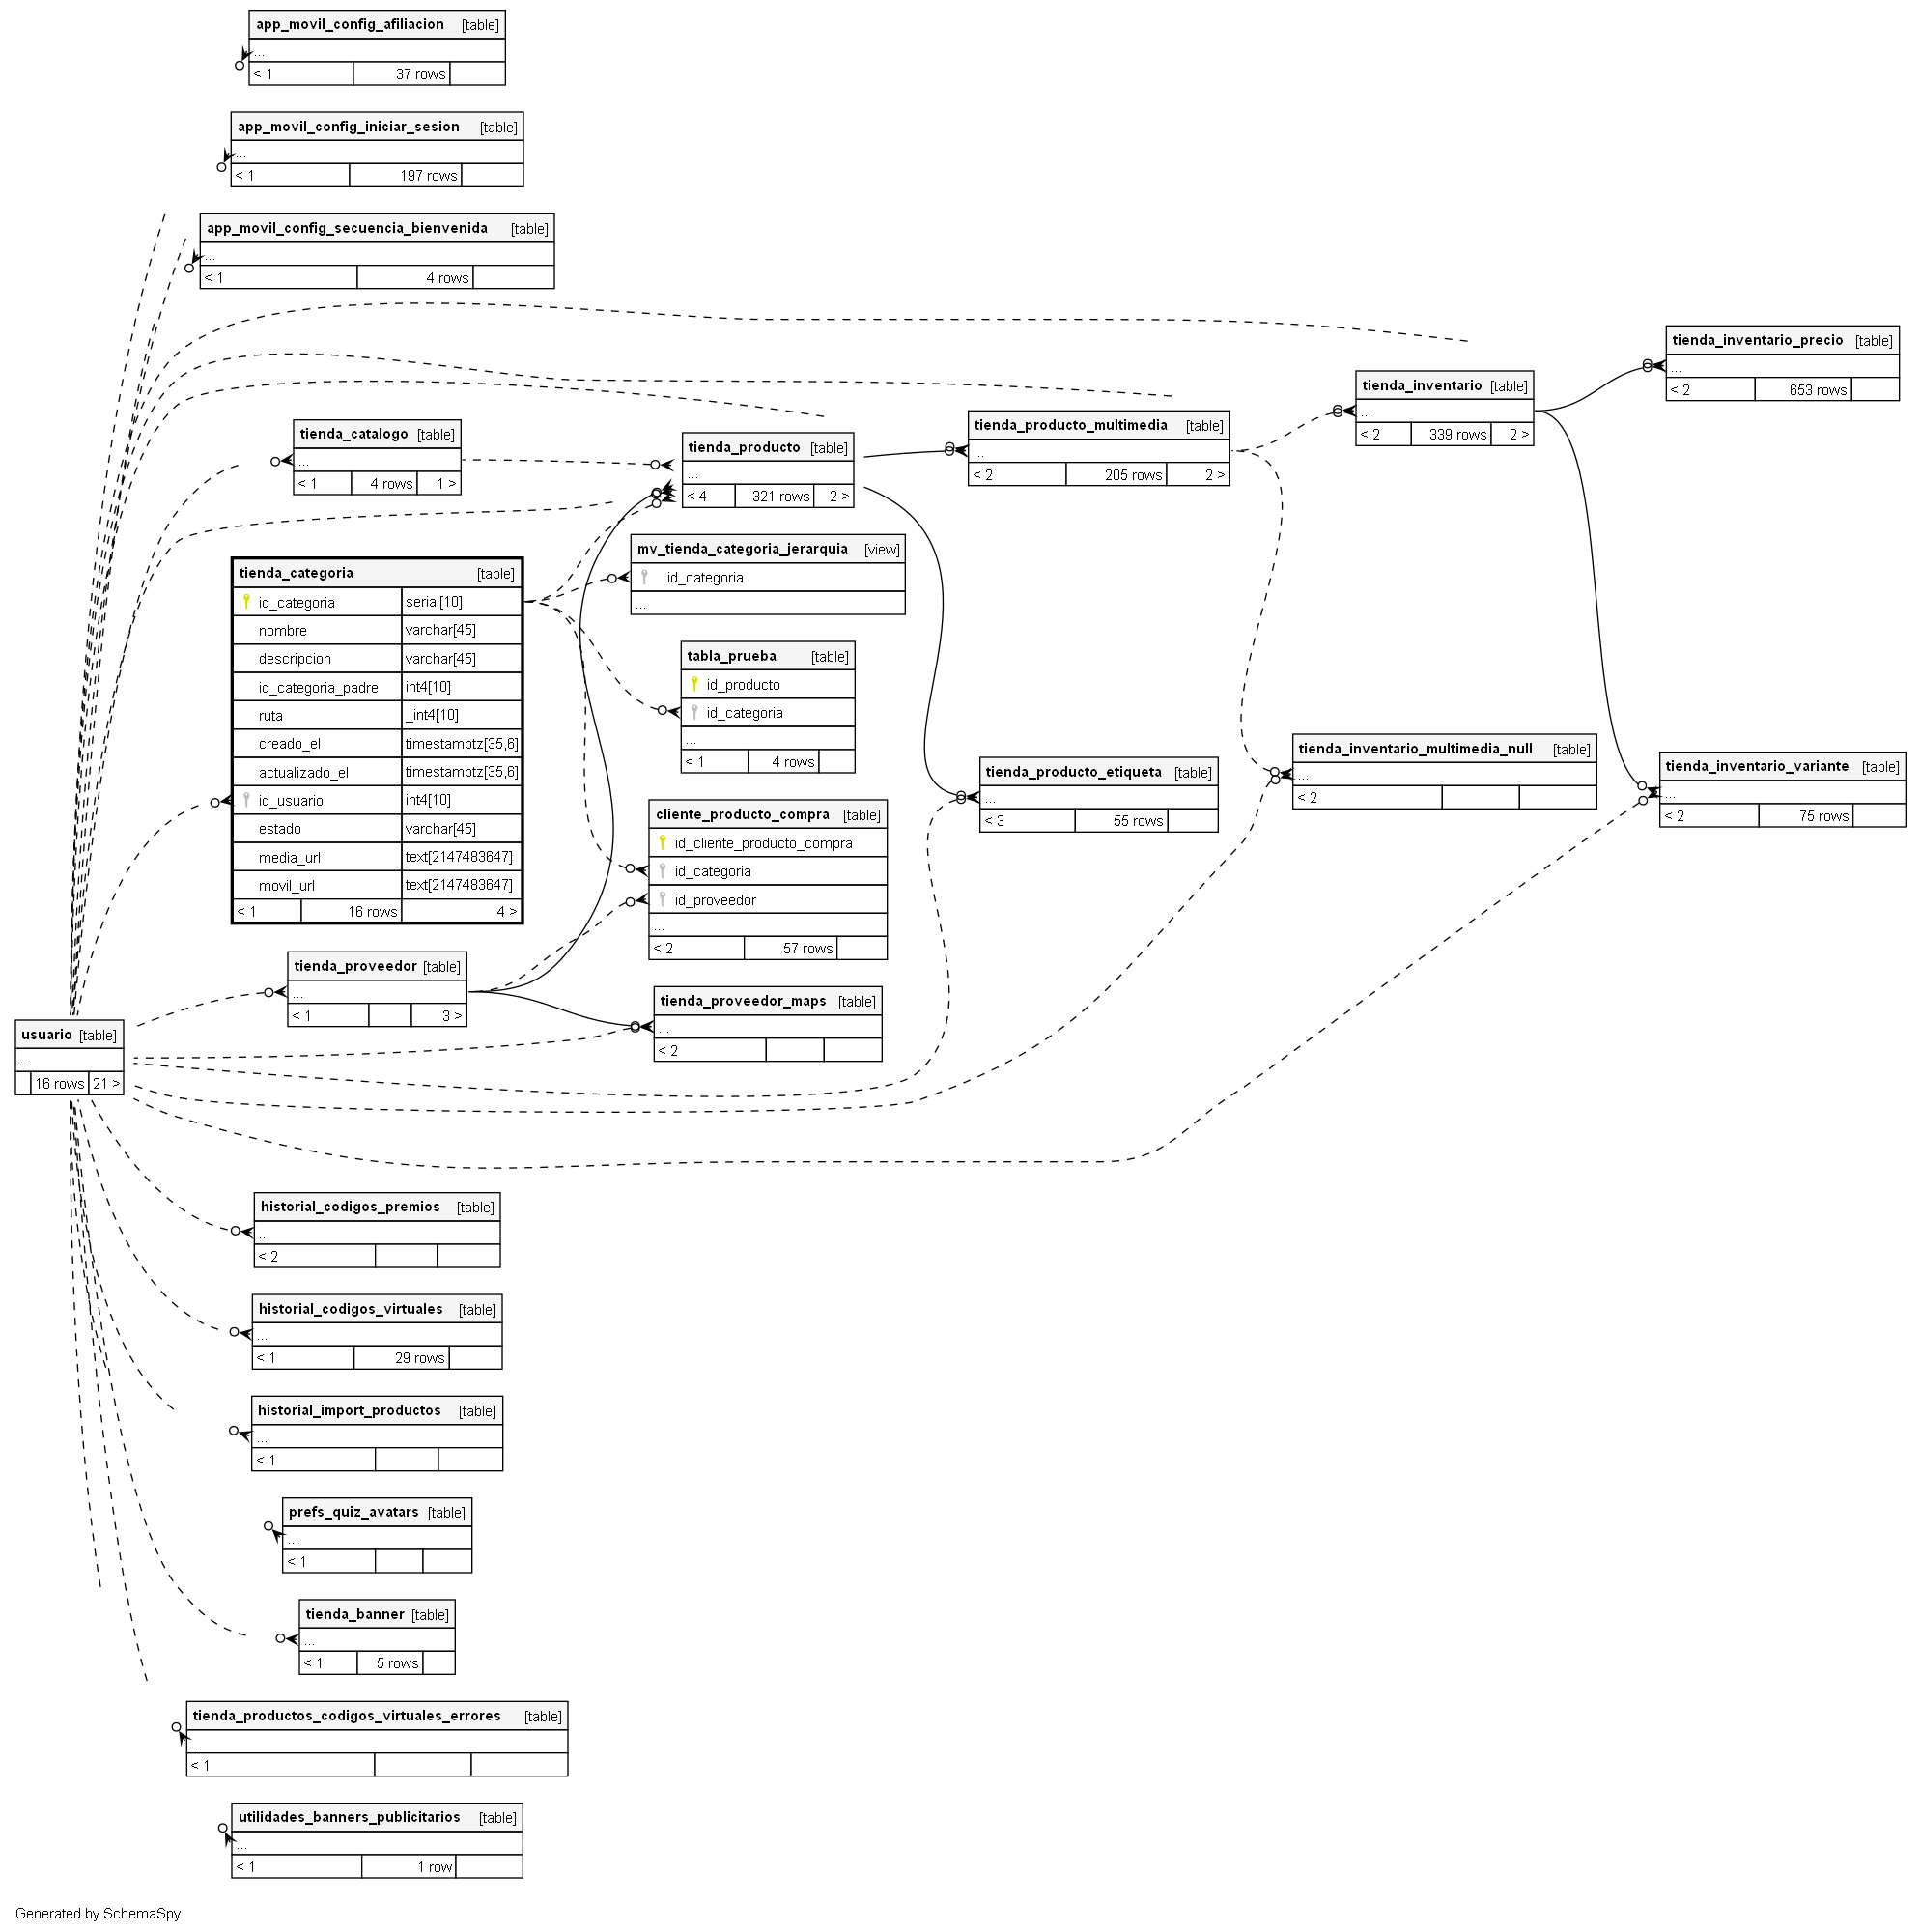 app_movil_config_afiliacion [table]
...
< 1 37 rows
app_movil_config_iniciar_sesion [table]
...
< 1 197 rows
app_movil_config_secuencia_bienvenida [table]
...
< 1 4 rows
tienda_inventario_precio [table]
...
< 2 653 rows
tienda_inventario [table]
...
< 2 339 rows 2 >
tienda_producto_multimedia [table]
...
< 2 205 rows 2 >
tienda_catalogo [table]
...
< 1 4 rows 1 >
tienda_producto [table]
...
< 4 321 rows 2 >
mv_tienda_categoria_jerarquia [view]
id_categoria
...
tienda_categoria [table]
id_categoria serial[10]
nombre varchar[45]
descripcion varchar[45]
id_categoria_padre int4[10]
ruta _int4[10]
creado_el timestamptz[35,6]
actualizado_el timestamptz[35,6]
id_usuario int4[10]
estado varchar[45]
media_url text[2147483647]
movil_url text[2147483647]
< 1 16 rows 4 >
tabla_prueba [table]
id_producto
id_categoria
...
< 1 4 rows
tienda_inventario_multimedia_null [table]
...
< 2
tienda_inventario_variante [table]
...
< 2 75 rows
tienda_producto_etiqueta [table]
...
< 3 55 rows
cliente_producto_compra [table]
id_cliente_producto_compra
id_categoria
id_proveedor
...
< 2 57 rows
tienda_proveedor [table]
...
< 1 3 >
tienda_proveedor_maps [table]
...
< 2
usuario [table]
...
16 rows 21 >
historial_codigos_premios [table]
...
< 2
historial_codigos_virtuales [table]
...
< 1 29 rows
historial_import_productos [table]
...
< 1
prefs_quiz_avatars [table]
...
< 1
tienda_banner [table]
...
< 1 5 rows
tienda_productos_codigos_virtuales_errores [table]
...
< 1
utilidades_banners_publicitarios [table]
...
< 1 1 row
Generated by SchemaSpy